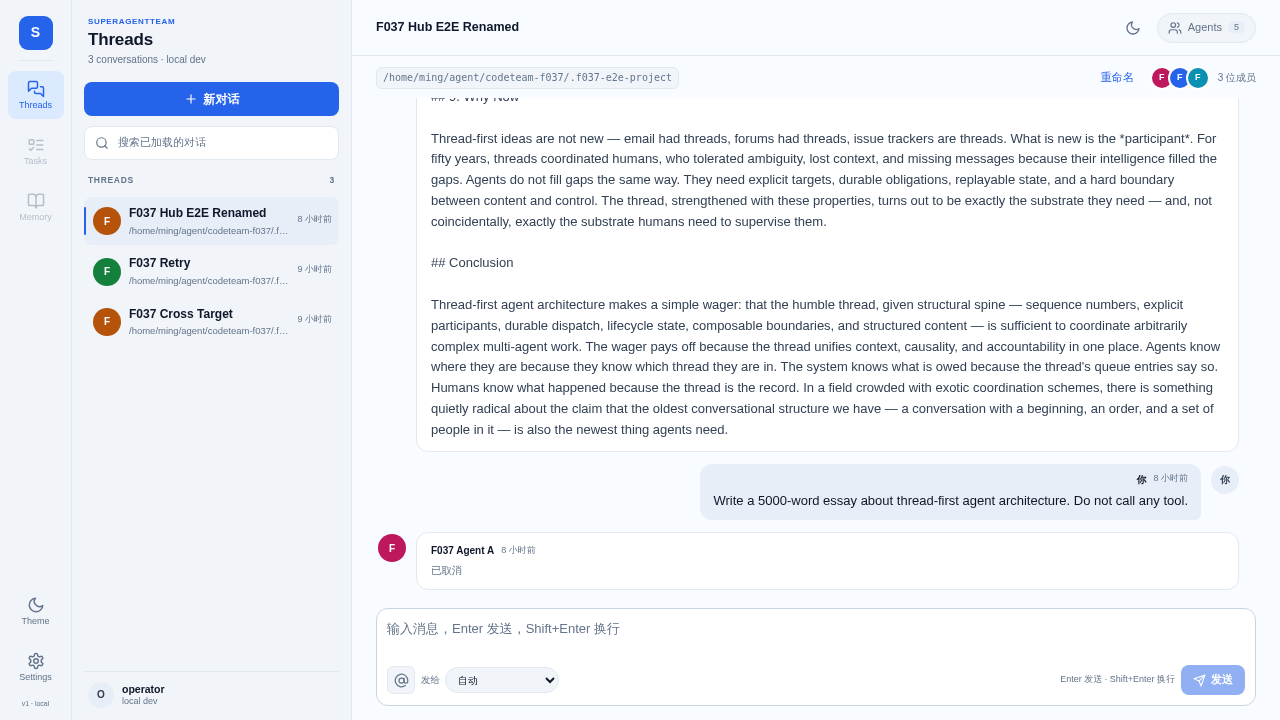 S
Threads
Tasks
Memory
Theme
Settings
v1 · local
SUPERAGENTTEAM
Threads
3 conversations · local dev
新对话
搜索已加载的对话
THREADS 3
F F037 Hub E2E Renamed 8 小时前
/home/ming/agent/codeteam-f037/.f…
F F037 Retry 9 小时前
/home/ming/agent/codeteam-f037/.f…
F F037 Cross Target 9 小时前
/home/ming/agent/codeteam-f037/.f…
O operator
local dev
F037 Hub E2E Renamed
Agents 5
/home/ming/agent/codeteam-f037/.f037-e2e-project
重命名 F F F 3 位成员
## 9. Why Now
Thread-first ideas are not new — email had threads, forums had threads, issue trackers are threads. What is new is the *participant*. For
fifty years, threads coordinated humans, who tolerated ambiguity, lost context, and missing messages because their intelligence filled the
gaps. Agents do not fill gaps the same way. They need explicit targets, durable obligations, replayable state, and a hard boundary
between content and control. The thread, strengthened with these properties, turns out to be exactly the substrate they need — and, not
coincidentally, exactly the substrate humans need to supervise them.
## Conclusion
Thread-first agent architecture makes a simple wager: that the humble thread, given structural spine — sequence numbers, explicit
participants, durable dispatch, lifecycle state, composable boundaries, and structured content — is sufficient to coordinate arbitrarily
complex multi-agent work. The wager pays off because the thread unifies context, causality, and accountability in one place. Agents know
where they are because they know which thread they are in. The system knows what is owed because the thread's queue entries say so.
Humans know what happened because the thread is the record. In a field crowded with exotic coordination schemes, there is something
quietly radical about the claim that the oldest conversational structure we have — a conversation with a beginning, an order, and a set of
people in it — is also the newest thing agents need.
你 8 小时前
你
Write a 5000-word essay about thread-first agent architecture. Do not call any tool.
F
F037 Agent A 8 小时前
已取消
输入消息，Enter 发送，Shift+Enter 换行
发给 自动
Enter 发送 · Shift+Enter 换行 发送